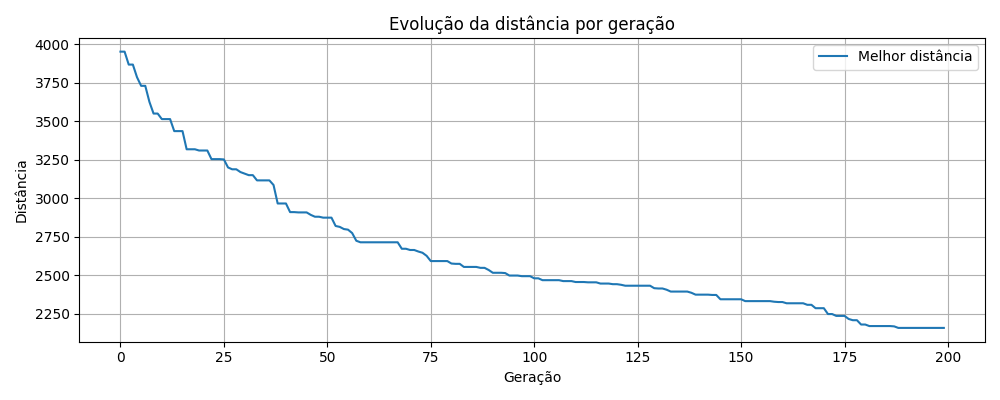 Evolução da distância por geração
Melhor distância
Distância
4000
3750
3500
3250
3000
2750
2500
2250
0 25 50 75 100 125 150 175 200
Geração